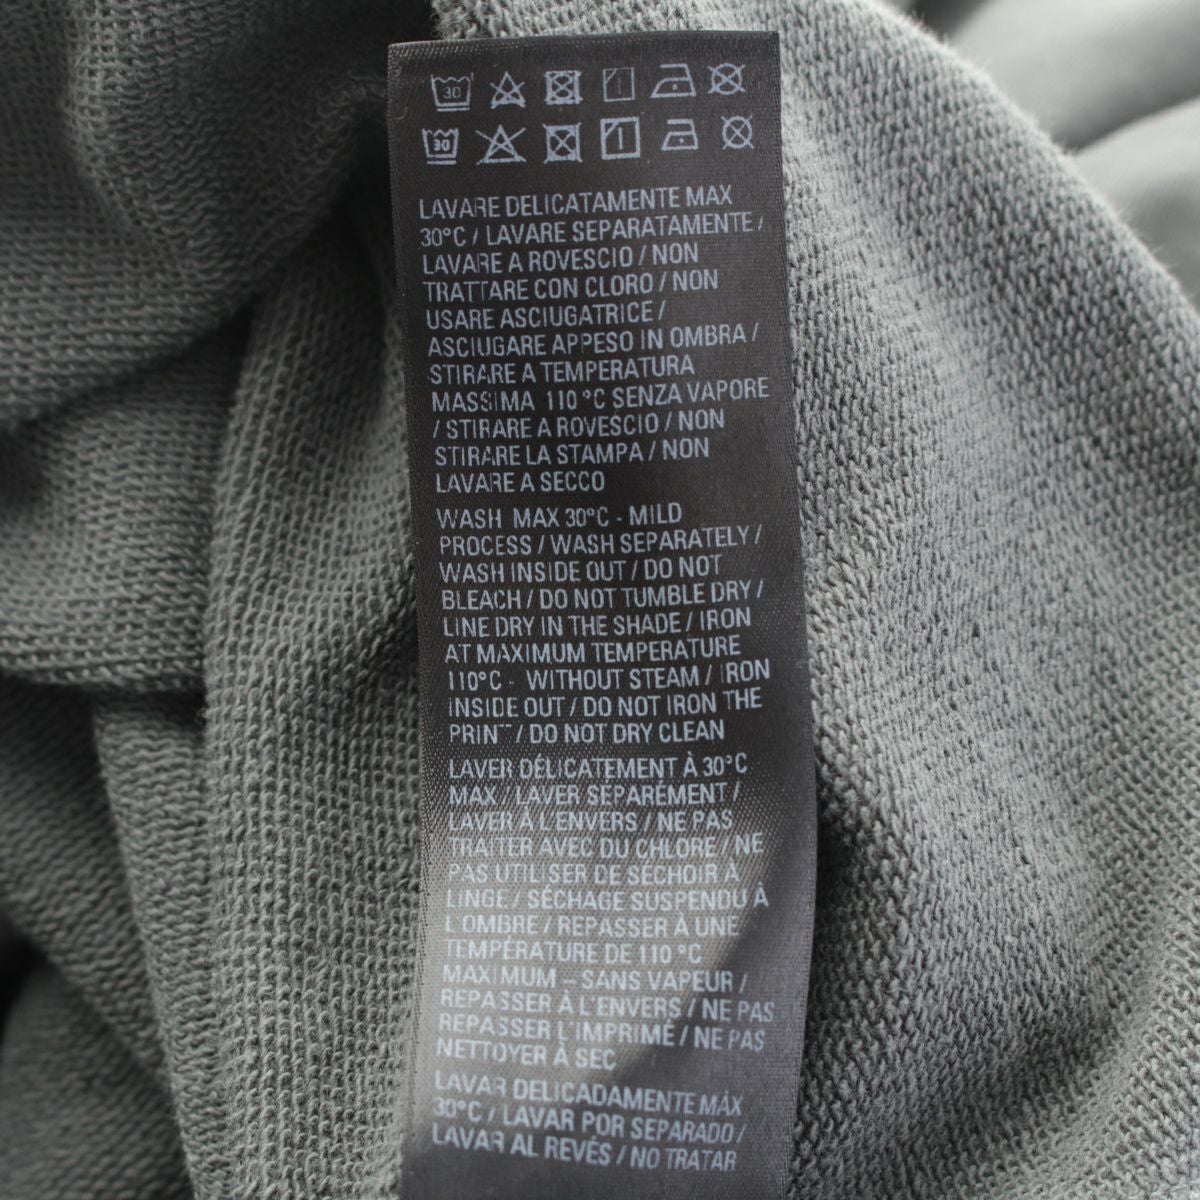 30
30
LAVARE DELICATAMENTE MAX
30°C / LAVARE SEPARATAMENTE /
LAVARE A ROVESCIO / NON
TRATTARE CON CLORO / NON
USARE ASCIUGATRICE /
ASCIUGARE APPESO IN OMBRA /
STIRARE A TEMPERATURA
MASSIMA 110 °C SENZA VAPORE
/ STIRARE A ROVESCIO / NON
STIRARE LA STAMPA / NON
LAVARE A SECCO
WASH MAX 30°C - MILD
PROCESS / WASH SEPARATELY /
WASH INSIDE OUT / DO NOT
BLEACH / DO NOT TUMBLE DRY /
LINE DRY IN THE SHADE / IRON
AT MAXIMUM TEMPERATURE
110°C - WITHOUT STEAM / IRON
INSIDE OUT / DO NOT IRON THE
PRINT / DO NOT DRY CLEAN
LAVER DÉLICATEMENT À 30°C
MAX / LAVER SÉPARÉMENT /
LAVER À L'ENVERS / NE PAS
TRAITER AVEC DU CHLORE / NE
PAS UTILISER DE SÉCHOIR À
LINGE / SÉCHAGE SUSPENDU À
L'OMBRE / REPASSER À UNE
TEMPÉRATURE DE 110 °C
MAXIMUM – SANS VAPEUR /
REPASSER À L'ENVERS / NE PAS
REPASSER L'IMPRIMÉ / NE PAS
NETTOYER À SEC
LAVAR DELICADAMENTE MÁX
30°C / LAVAR POR SEPARADO /
LAVAR AL REVÉS / NO TRATAR